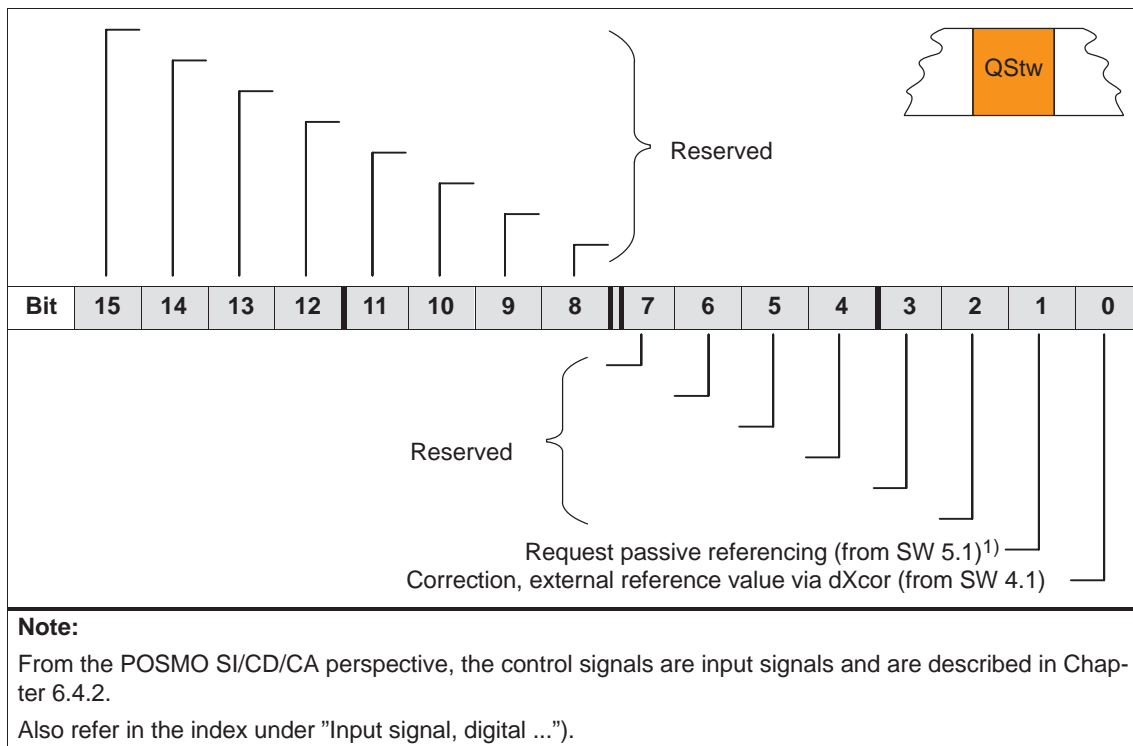 QStw
Reserved
Bit 15 14 13 12 11 10 9 8 7 6 5 4 3 2 1 0
Reserved
Request passive referencing (from SW 5.1)1)
Correction, external reference value via dXcor (from SW 4.1)
Note:
From the POSMO SI/CD/CA perspective, the control signals are input signals and are described in Chap-
ter 6.4.2.
Also refer in the index under ”Input signal, digital ...”).